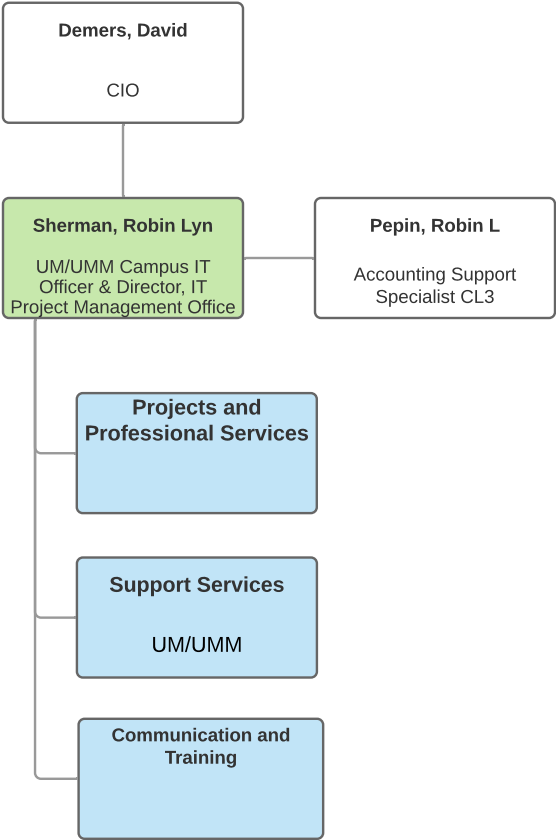 Demers, David
CIO
Sherman, Robin Lyn
UM/UMM Campus IT
Officer & Director, IT
Project Management Office
Pepin, Robin L
Accounting Support
Specialist CL3
Projects and
Professional Services
Support Services
UM/UMM
Communication and
Training